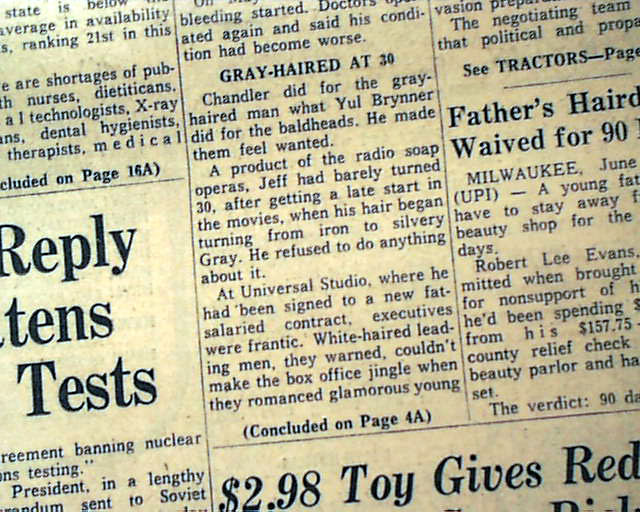 state is below
average in availability
ranking 21st in this
e are shortages of pub-
th nurses, dieticians,
a l technologists, X-ray
ans, dental hygienists,
therapists, m e d i c a l
cluded on Page 16A)
Reply
tens
Tests
reement banning nuclear
ons testing."
President, in a lengthy
randum sent to Soviet
bleeding started. Doctors
ated again and said his condi-
tion had become worse.
GRAY-HAIRED AT 30
Chandler did for the gray-
haired man what Yul Brynner
did for the baldheads. He made
them feel wanted.
A product of the radio soap
operas, Jeff had barely turned
30, after getting a late start in
the movies, when his hair began
turning from iron to silvery
Gray. He refused to do anything
about it.
At Universal Studio, where he
had been signed to a new fat-
salaried contract, executives
were frantic. White-haired lead-
ing men, they warned, couldn't
make the box office jingle when
they romanced glamorous young
(Concluded on Page 4A)
$2.98 Toy Gives Red
vasion
The negotiating team
that political and propa
See TRACTORS—Page
Father's Haird
Waived for 90
MILWAUKEE, June
(UPI) — A young fat
have to stay away f
beauty shop for the
days.
Robert Lee Evans,
mitted when brought
for nonsupport of h
he'd been spending $
from h i s $157.75
county relief check
beauty parlor and ha
set.
The verdict: 90 da